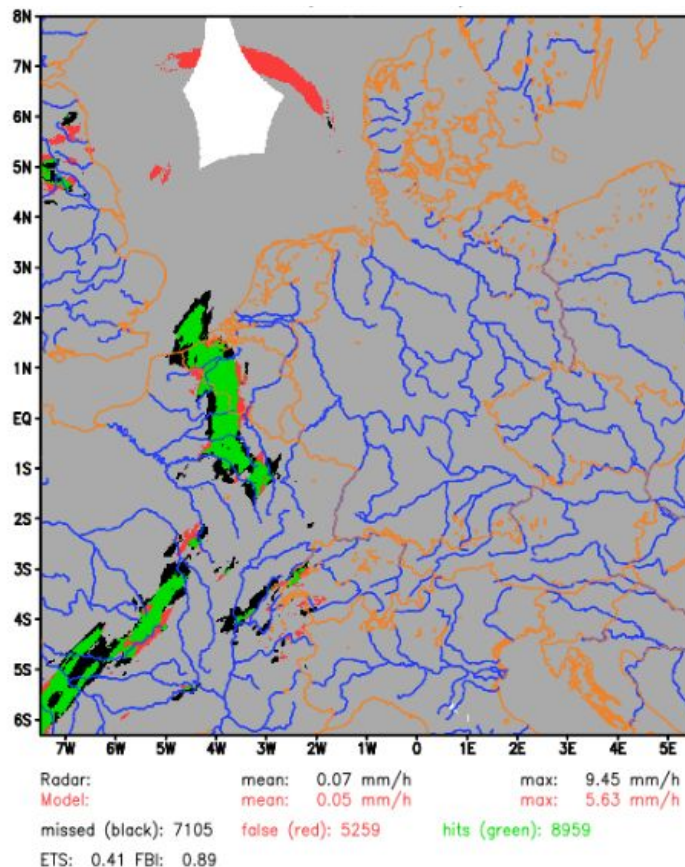 8N
7N
6N
5N
4N
3N
2N
1N
EQ
1S
2S
3S
4S
5S
6S
7W 6W 5W 4W 3W 2W 1W 0 1E 2E 3E 4E 5E
Radar: mean: 0.07 mm/h max: 9.45 mm/h
Model: mean: 0.05 mm/h max: 5.63 mm/h
missed (black): 7105 false (red): 5259 hits (green): 8959
ETS: 0.41 FBI: 0.89